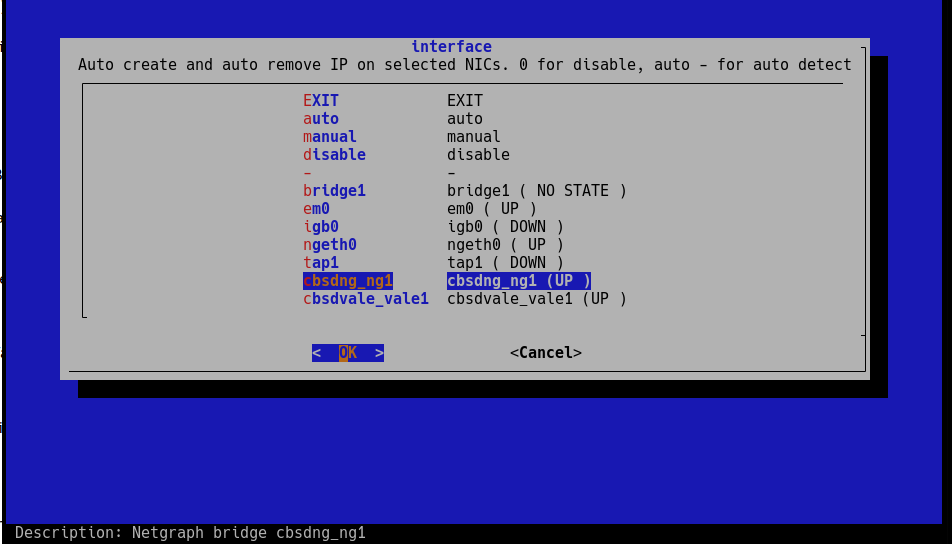 interface
Auto create and auto remove IP on selected NICs. 0 for disable, auto - for auto detect
EXIT EXIT
auto auto
manual manual
disable disable
- -
bridge1 bridge1 ( NO STATE )
em0 em0 ( UP )
igb0 igb0 ( DOWN )
ngeth0 ngeth0 ( UP )
tap1 tap1 ( DOWN )
cbsdng_ng1 cbsdng_ng1 (UP )
cbsdvale_vale1 cbsdvale_vale1 (UP )
< OK > <Cancel>
Description: Netgraph bridge cbsdng_ng1